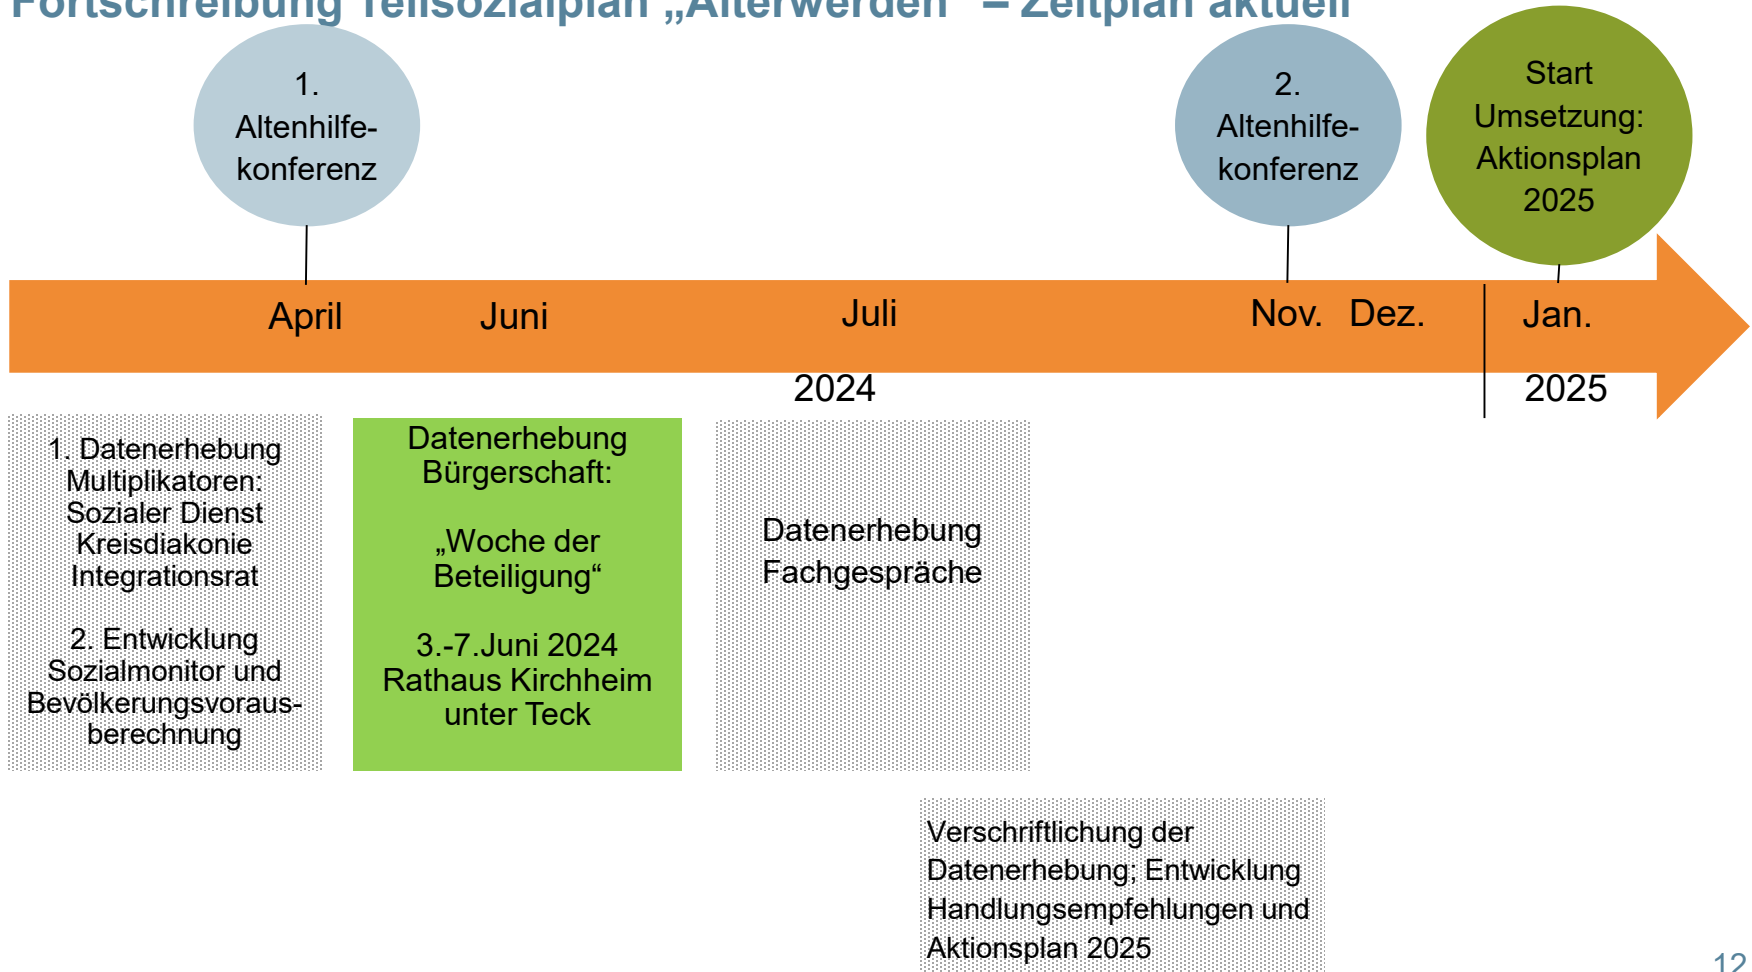 Fortschreibung Teilsozialplan „Älterwerden“ – Zeitplan aktuell
1.
Altenhilfe-
konferenz
2.
Altenhilfe-
konferenz
Start
Umsetzung:
Aktionsplan
2025
April
Juni
Juli
Nov.
Dez.
Jan.
2024
2025
1. Datenerhebung
Multiplikatoren:
Sozialer Dienst
Kreisdiakonie
Integrationsrat
2. Entwicklung
Sozialmonitor und
Bevölkerungsvoraus-
berechnung
Datenerhebung
Bürgerschaft:
„Woche der
Beteiligung“
3.-7.Juni 2024
Rathaus Kirchheim
unter Teck
Datenerhebung
Fachgespräche
Verschriftlichung der
Datenerhebung; Entwicklung
Handlungsempfehlungen und
Aktionsplan 2025
12